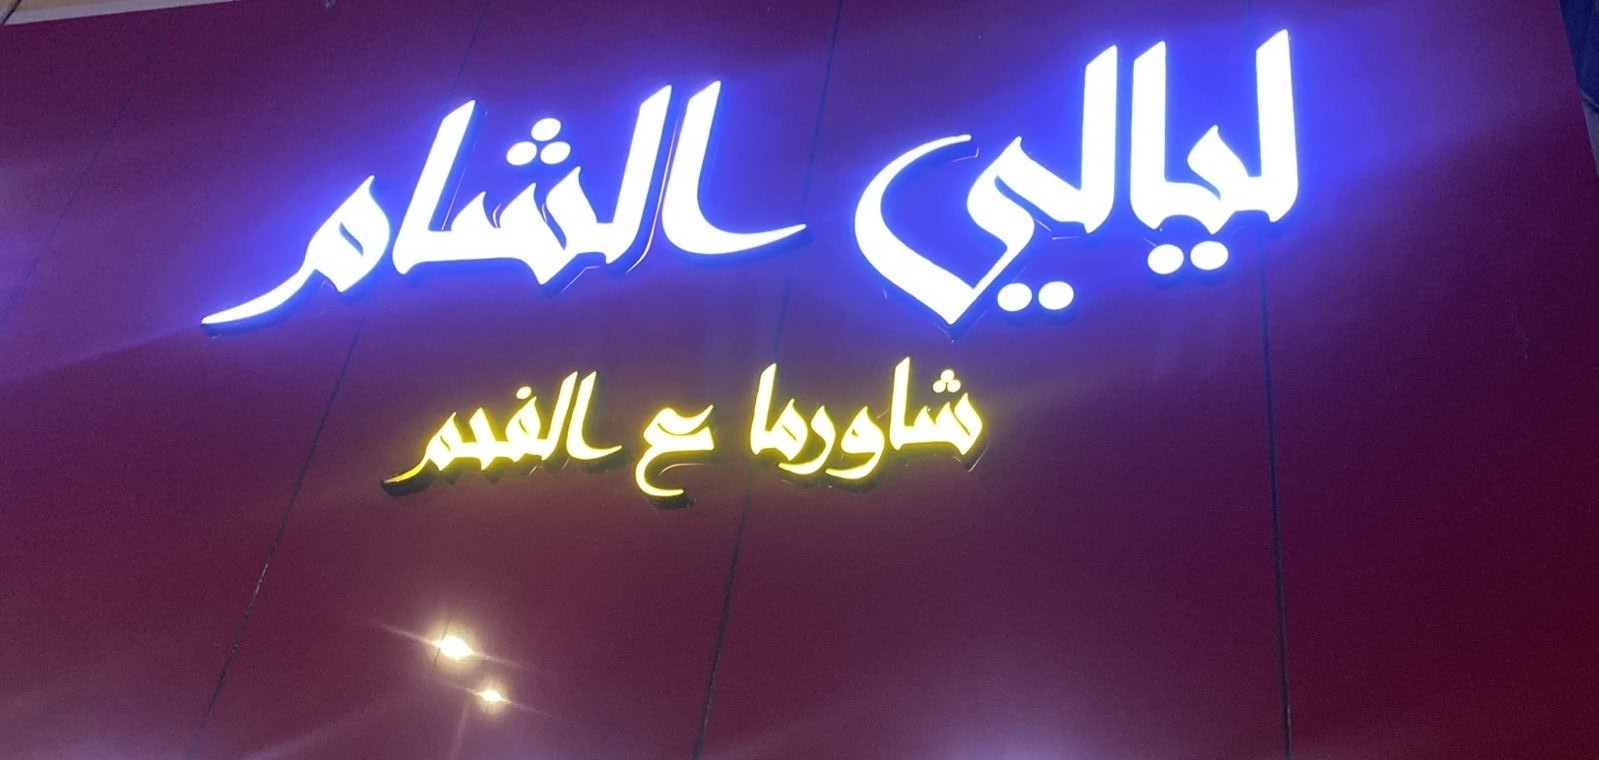 ليالي الشام
شاورما ع الفحم